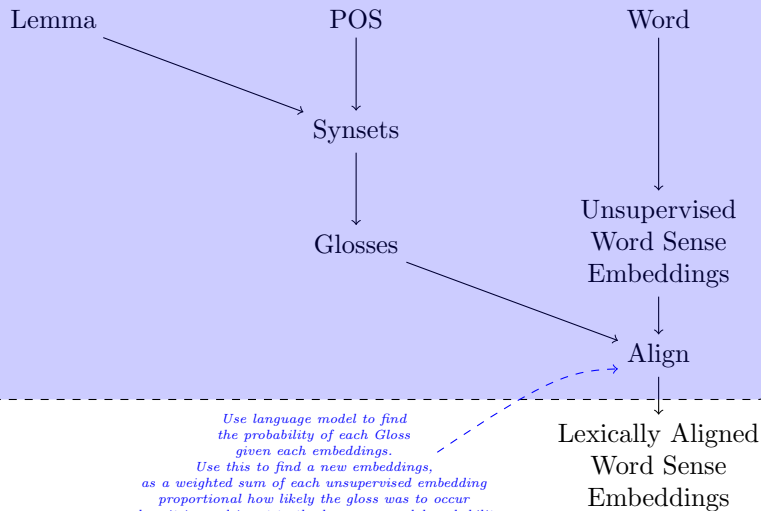 Lemma
POS
Word
Synsets
Unsupervised
Word Sense
Embeddings
Glosses
Align
Use language model to find
the probability of each Gloss
given each embeddings.
Use this to find a new embeddings,
as a weighted sum of each unsupervised embedding
proportional how likely the gloss was to occur
Lexically Aligned
Word Sense
Embeddings